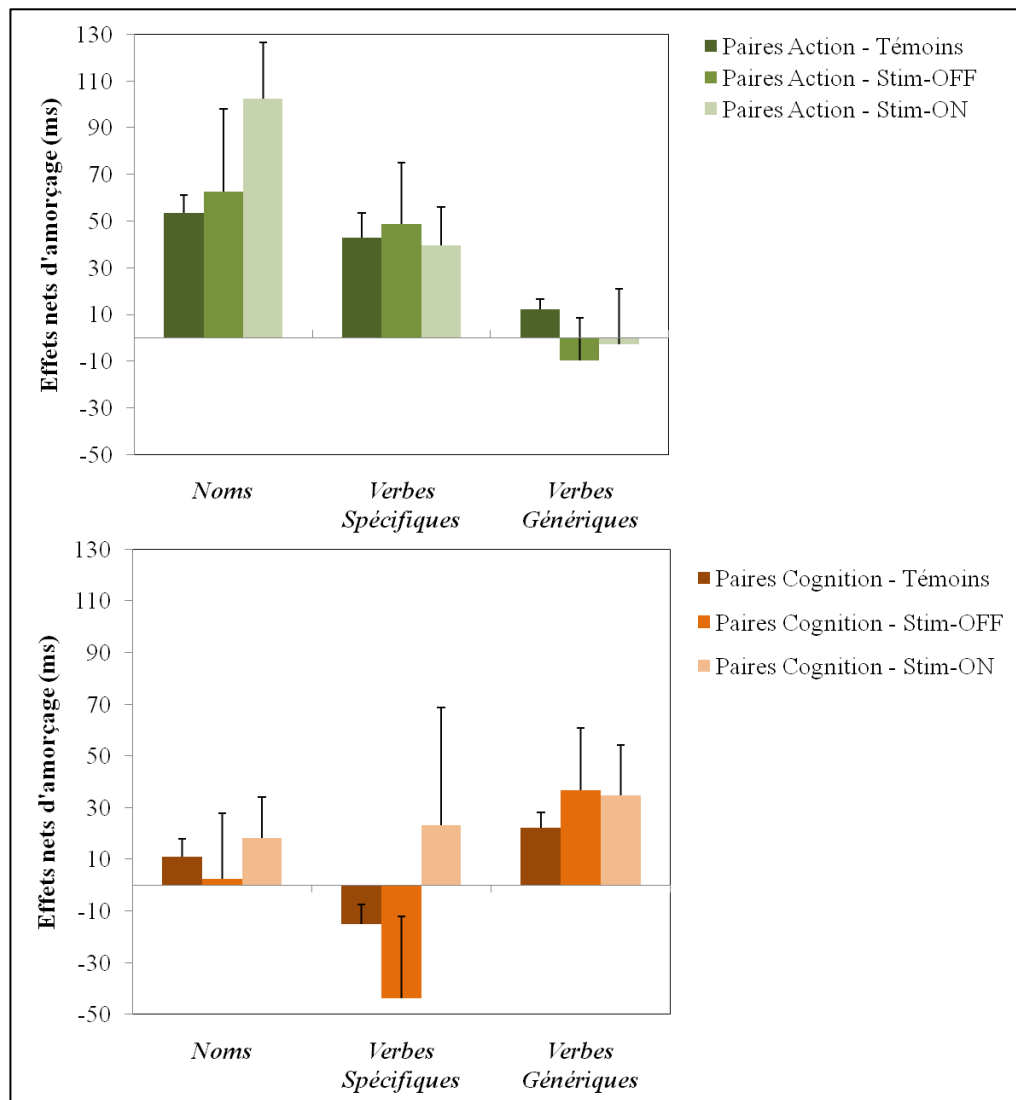 Effets nets d'amorçage (ms)
130
110
90
70
50
30
10
-10
-30
-50
Noms
Verbes
Spécifiques
Verbes
Génériques
Paires Action - Témoins
Paires Action - Stim-OFF
Paires Action - Stim-ON
Effets nets d'amorçage (ms)
130
110
90
70
50
30
10
-10
-30
-50
Noms
Verbes
Spécifiques
Verbes
Génériques
Paires Cognition - Témoins
Paires Cognition - Stim-OFF
Paires Cognition - Stim-ON